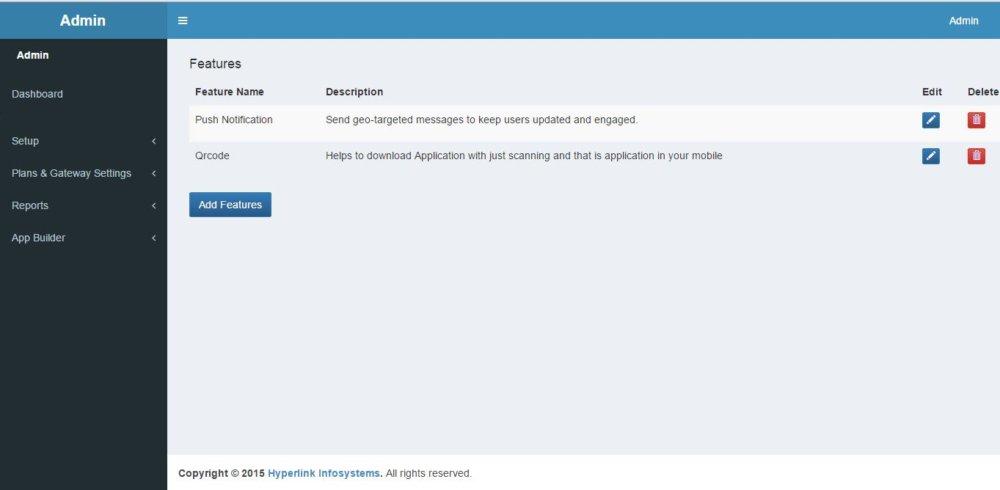 Admin
Admin
Admin
Dashboard
Setup
Plans & Gateway Settings
Reports
App Builder
Features
Feature Name Description Edit Delete
Push Notification Send geo-targeted messages to keep users updated and engaged.
Qrcode Helps to download Application with just scanning and that is application in your mobile
Add Features
Copyright © 2015 Hyperlink Infosystems. All rights reserved.